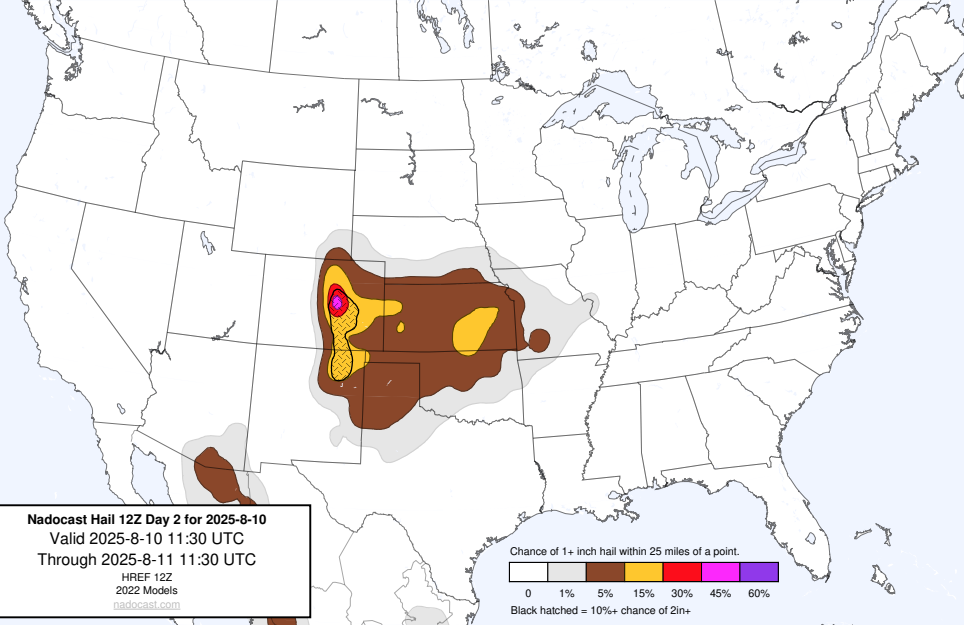 Nadocast Hail 12Z Day 2 for 2025-8-10
Valid 2025-8-10 11:30 UTC
Through 2025-8-11 11:30 UTC
HREF 12Z
2022 Models
nadocast.com
Chance of 1+ inch hail within 25 miles of a point.
0 1% 5% 15% 30% 45% 60%
Black hatched = 10%+ chance of 2in+